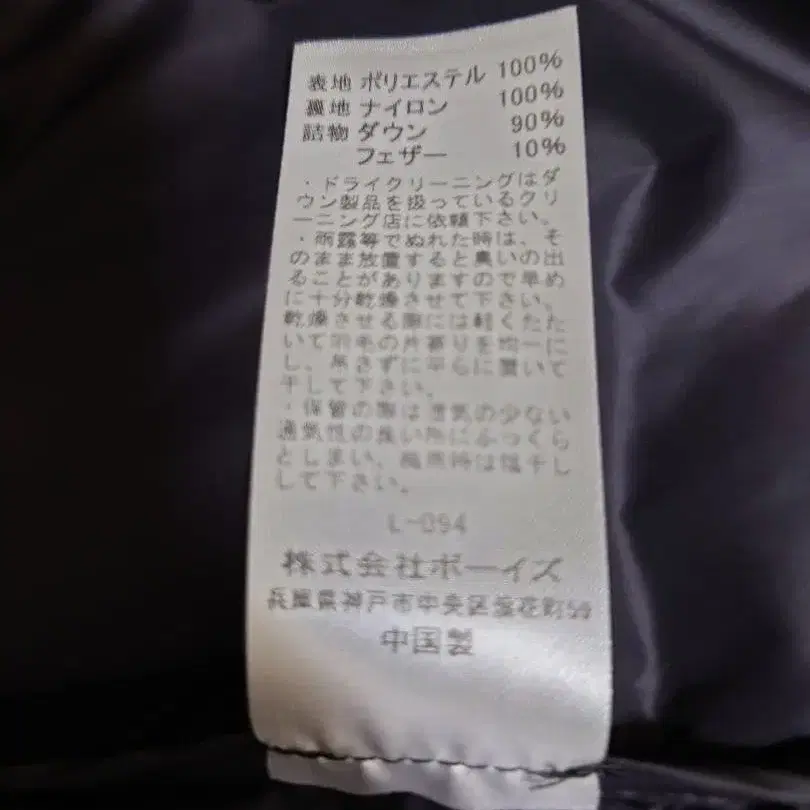 表地 ポリエステル 100%
裏地 ナイロン 100%
詰物 ダウン 90%
フェザー 10%
・ドライクリーニングはダ
ウン製品を扱っているクリ
ーニング店に依頼下さい。
・雨露等でぬれた時は、そ
のまま放置すると臭いの出
ることがありますので早め
に十分乾燥させて下さい。
乾燥させる際には軽くたた
いて羽毛の片寄りを均一に
し、吊さずに平らに置いて
干して下さい。
・保管の際は湿気の少ない
通気性の良い所にふっくら
としまい、着用時は陰干し
して下さい。
L-094
株式会社ボーイズ
兵庫県神戸市中央区浪花町59
中国製